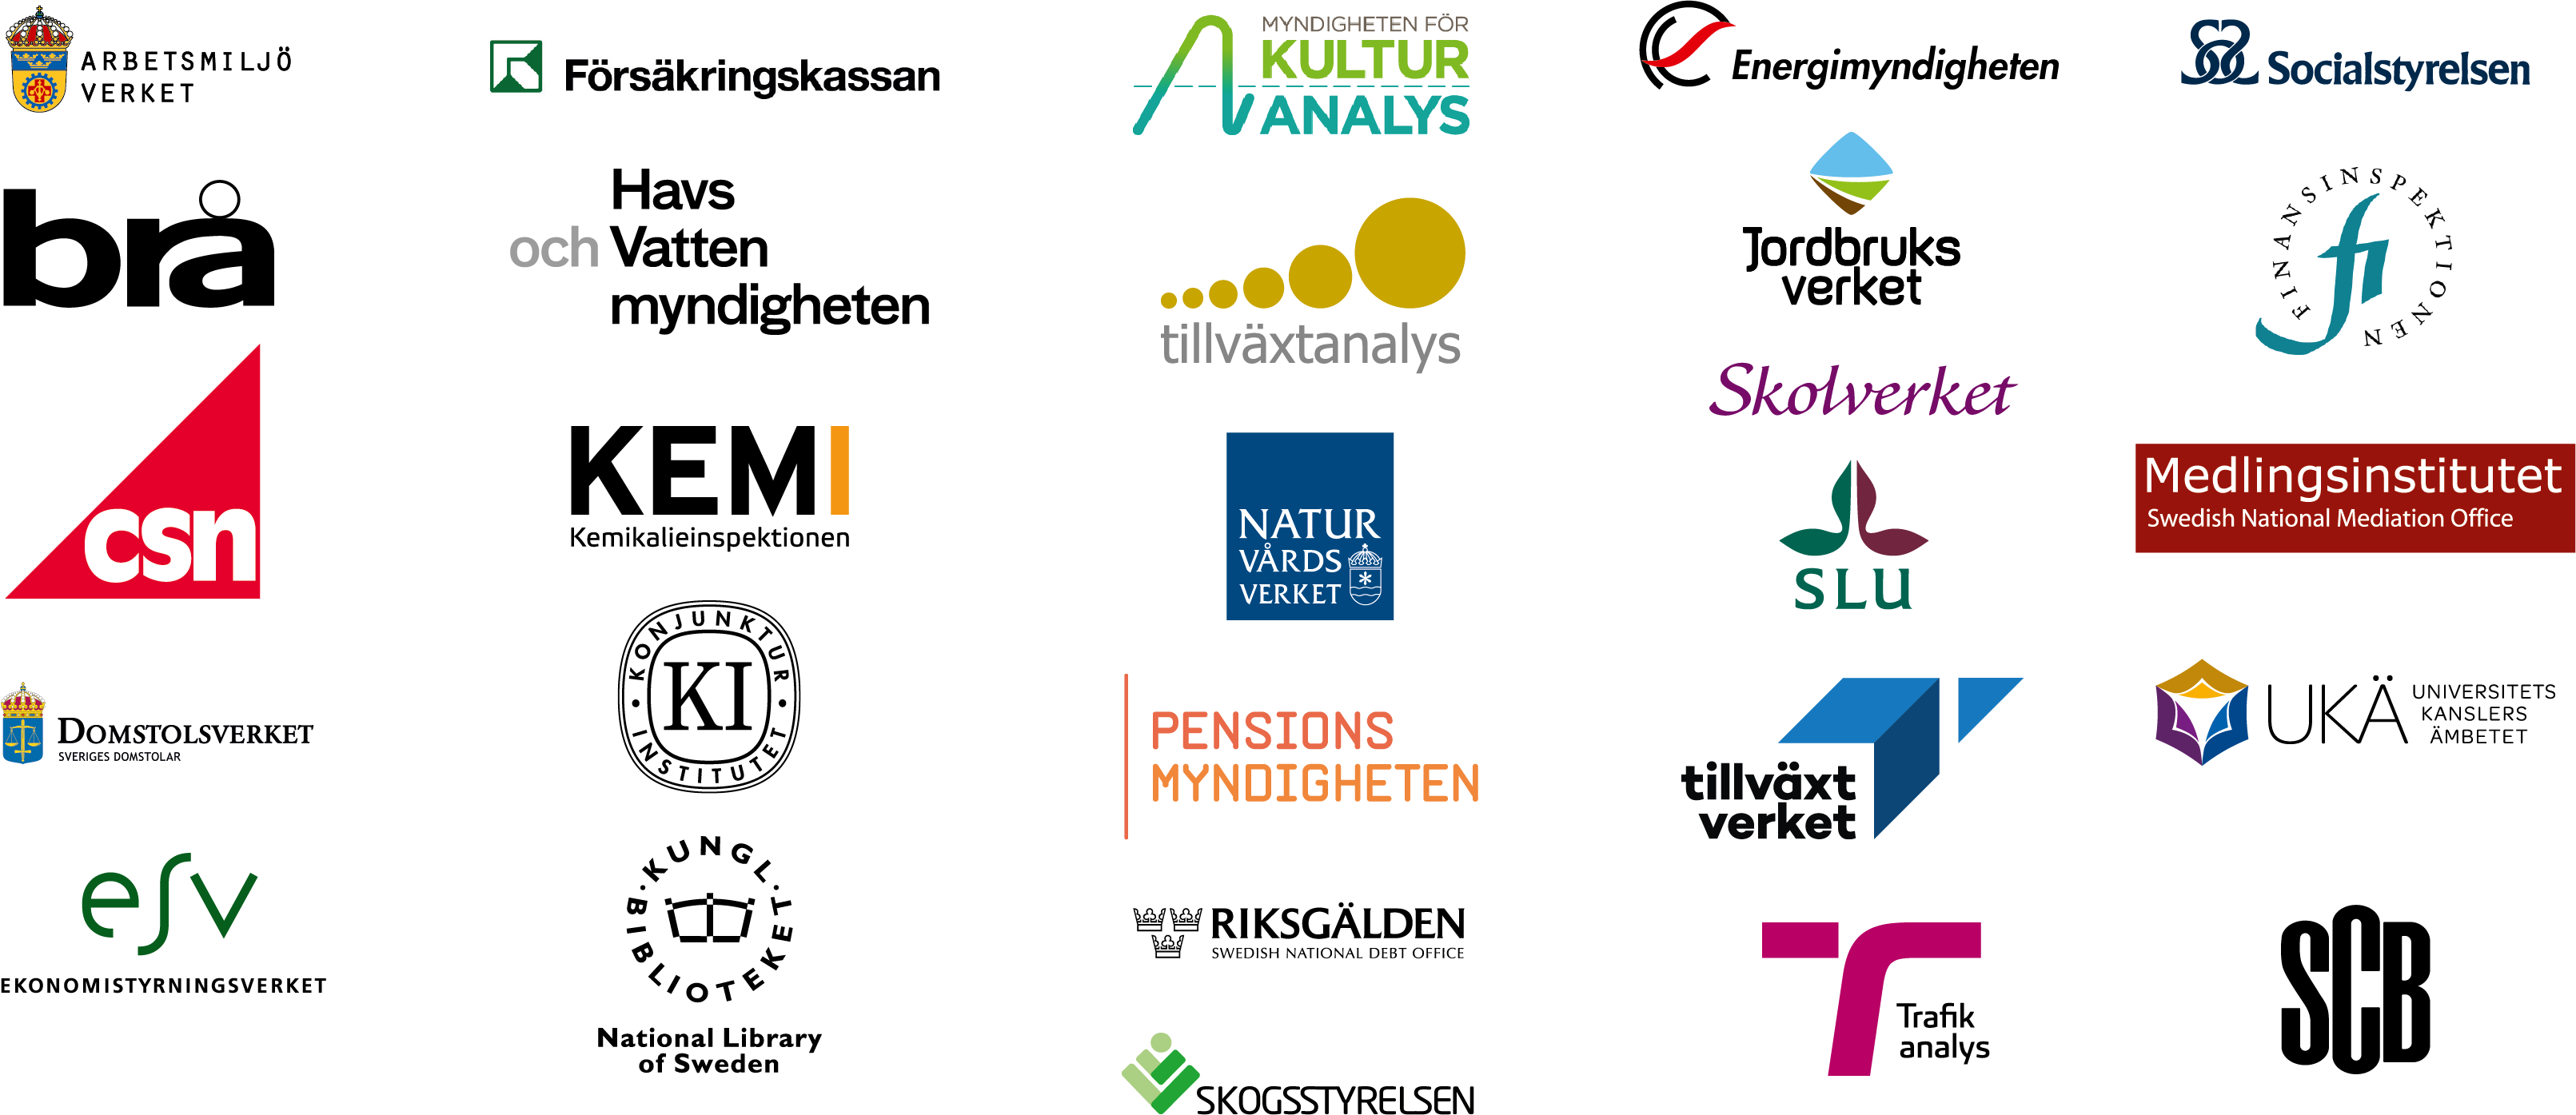 ARBETSMILJÖ
VERKET
brå
csn
DOMSTOLSVERKET
SVERIGES DOMSTOLAR
esv
EKONOMISTYRNINGSVERKET
Försäkringskassan
Havs
och Vatten
myndigheten
KEMI
Kemikalieinspektionen
KONJUNKTUR
KI
INSTITUTET
KUNGL.
BIBLIOTEKET
National Library
of Sweden
MYNDIGHETEN FÖR
KULTUR
ANALYS
tillväxtanalys
NATUR
VÅRDS
VERKET
PENSIONS
MYNDIGHETEN
RIKSGÄLDEN
SWEDISH NATIONAL DEBT OFFICE
SKOGSSTYRELSEN
Energimyndigheten
Jordbruks
verket
Skolverket
SLU
tillväxt
verket
Trafik
analys
Socialstyrelsen
FINANSINSPEKTIONEN
fi
Medlingsinstitutet
Swedish National Mediation Office
UKÄ UNIVERSITETS
KANSLERS
ÄMBETET
SCB